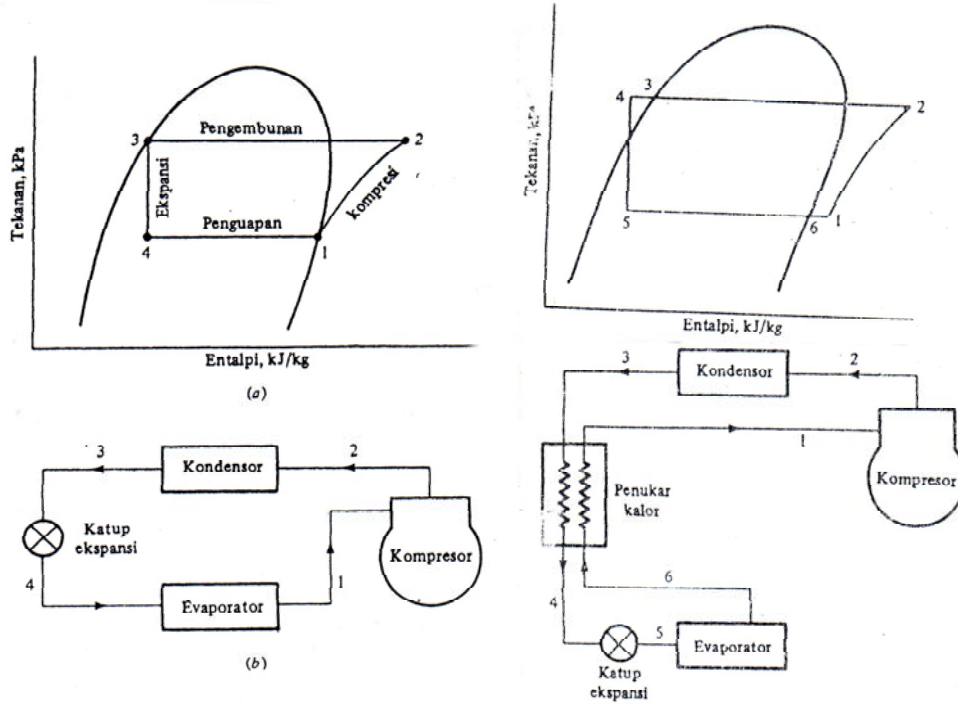 Tekanan, kPa
3
Pengembunan
2
Ekspansi
kompresi
Penguapan
4
1
Entalpi, kJ/kg
(a)
3
Kondensor
2
Katup
ekspansi
Kompresor
4
1
Evaporator
(b)
Tekanan, kPa
4
3
2
5
6
1
Entalpi, kJ/kg
3
Kondensor
2
1
Penukar
kalor
Kompresor
4
6
5
Evaporator
Katup
ekspansi